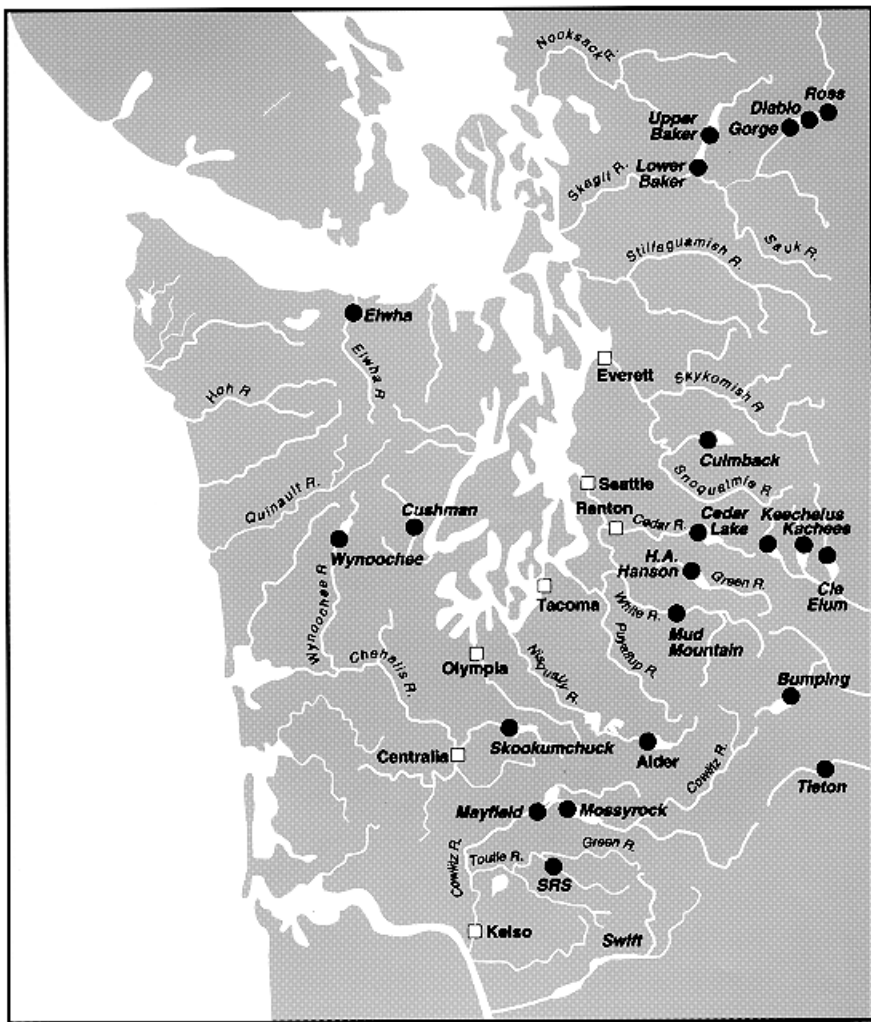 Nooksack R.
Ross
Diablo
Upper
Baker
Gorge
Lower
Baker
Skagit R.
Sauk R.
Stillaguamish R.
Elwha
Elwha R
Everett
Skykomish R
Hoh R
Culmback
Snoqualmie R.
Seattle
Quinault R.
Cushman
Renton
Cedar R.
Cedar
Lake
Keechelus
Kachees
Wynoochee
H.A.
Hanson
Green R.
Cle
Elum
Tacoma
White R.
Mud
Mountain
Wynoochee R
Puyallup R.
Chehalis R.
Olympia
Nisqually R.
Bumping
Skookumchuck
Centralia
Alder
Cowlitz R.
Tieton
Mayfield
Mossyrock
Green R.
Cowlitz R.
Toutle R.
SRS
Kelso
Swift